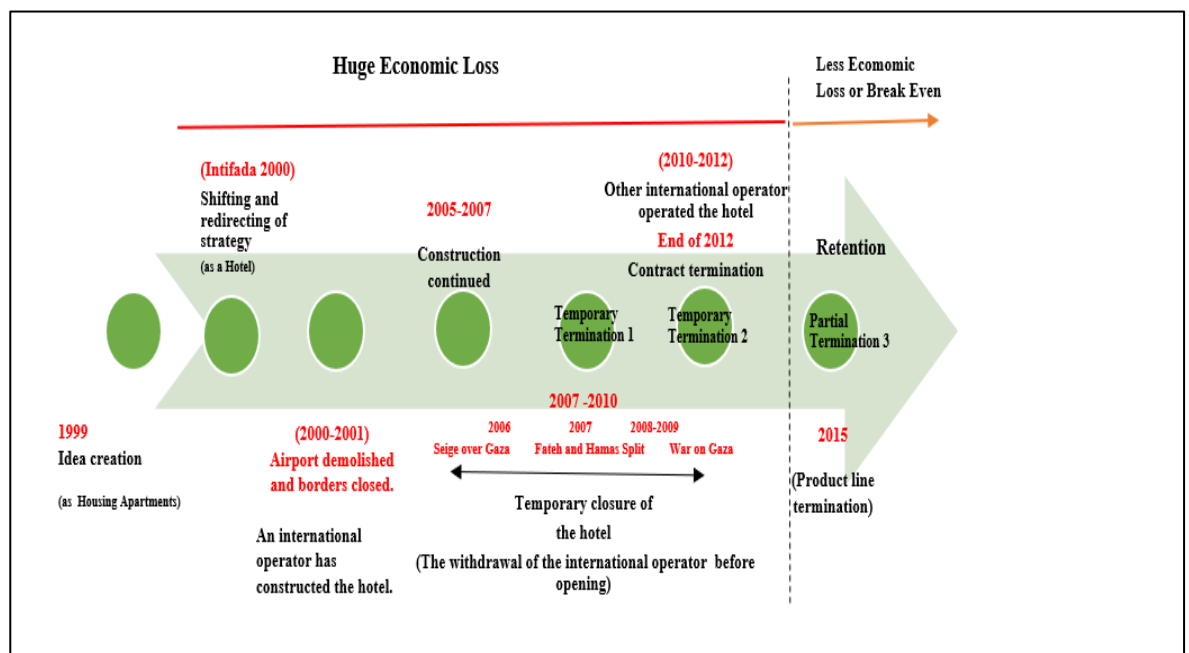 Huge Economic Loss
Less Ecomomic
Loss or Break Even
(Intifada 2000)
Shifting and
redirecting of
strategy
(as a Hotel)
2005-2007
Construction
continued
(2010-2012)
Other international operator
operated the hotel
End of 2012
Contract termination
Retention
Temporary
Termination 1
Temporary
Termination 2
Partial
Termination 3
1999
Idea creation
(as Housing Apartments)
(2000-2001)
Airport demolished
and borders closed.
An international
operator has
constructed the hotel.
2007 -2010
2006
Seige over Gaza
2007
Fateh and Hamas Split
2008-2009
War on Gaza
Temporary closure of
the hotel
(The withdrawal of the international operator before
opening)
2015
(Product line
termination)